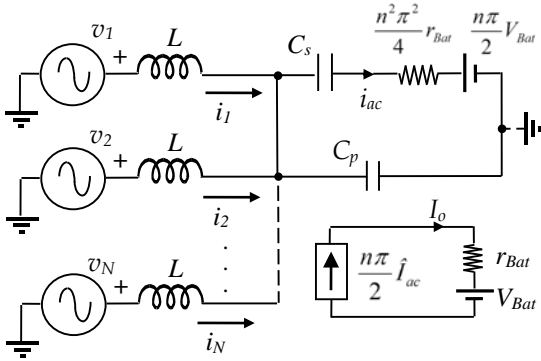 v1 + L
i1
Cs
n²π²/4 rBat
nπ/2 VBat
iac
v2 + L
i2
Cp
vN + L
iN
Io
nπ/2 Îac
rBat
VBat